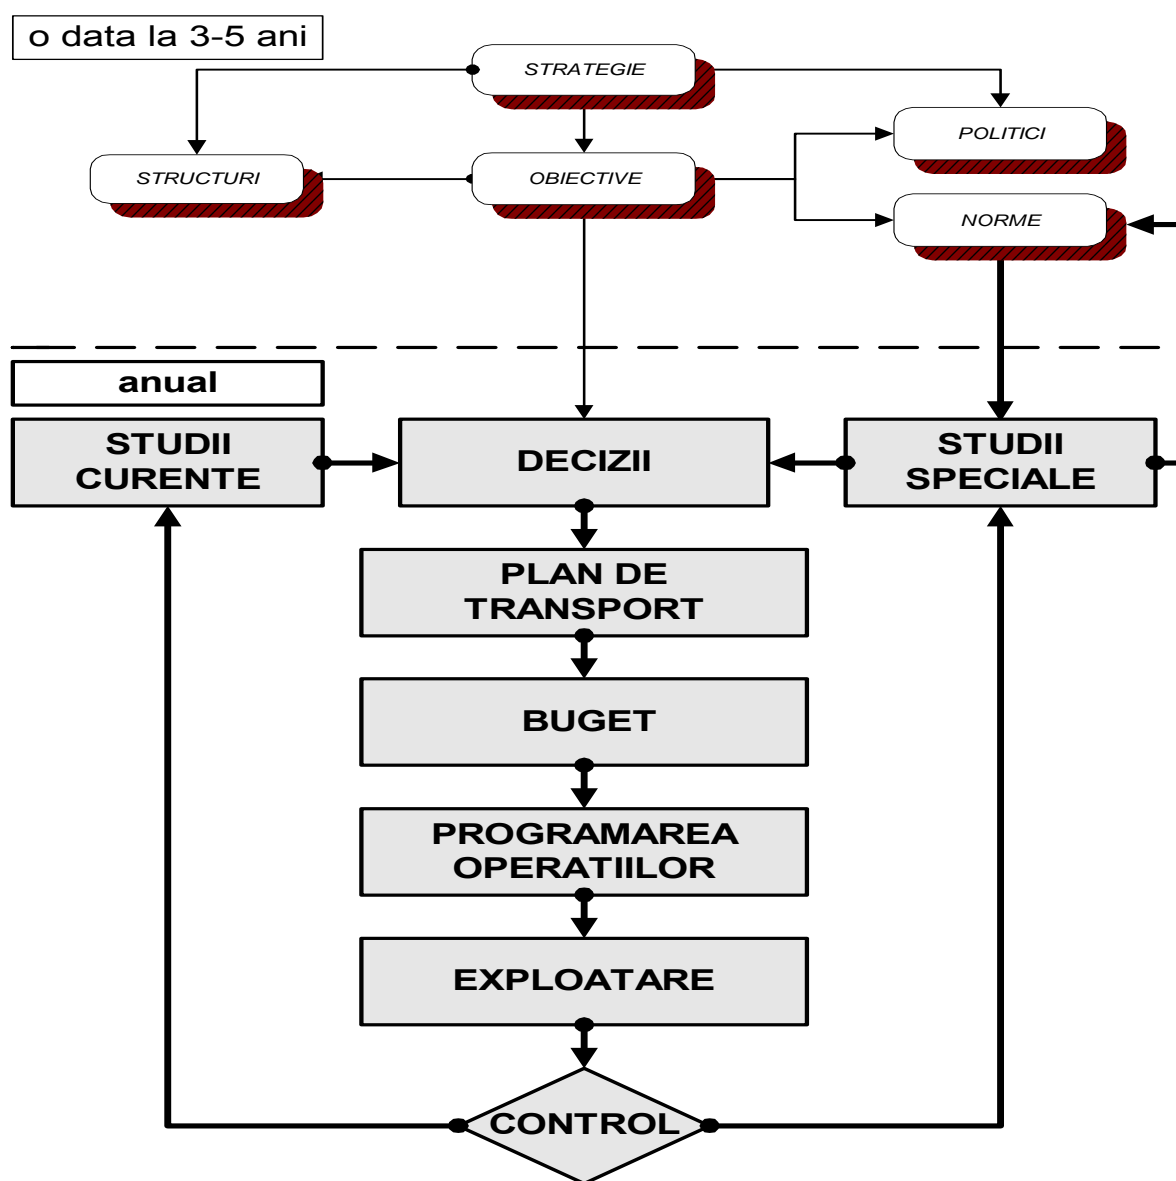 o data la 3-5 ani
STRATEGIE
POLITICI
STRUCTURI
OBIECTIVE
NORME
anual
STUDII
CURENTE
DECIZII
STUDII
SPECIALE
PLAN DE
TRANSPORT
BUGET
PROGRAMAREA
OPERATIILOR
EXPLOATARE
CONTROL